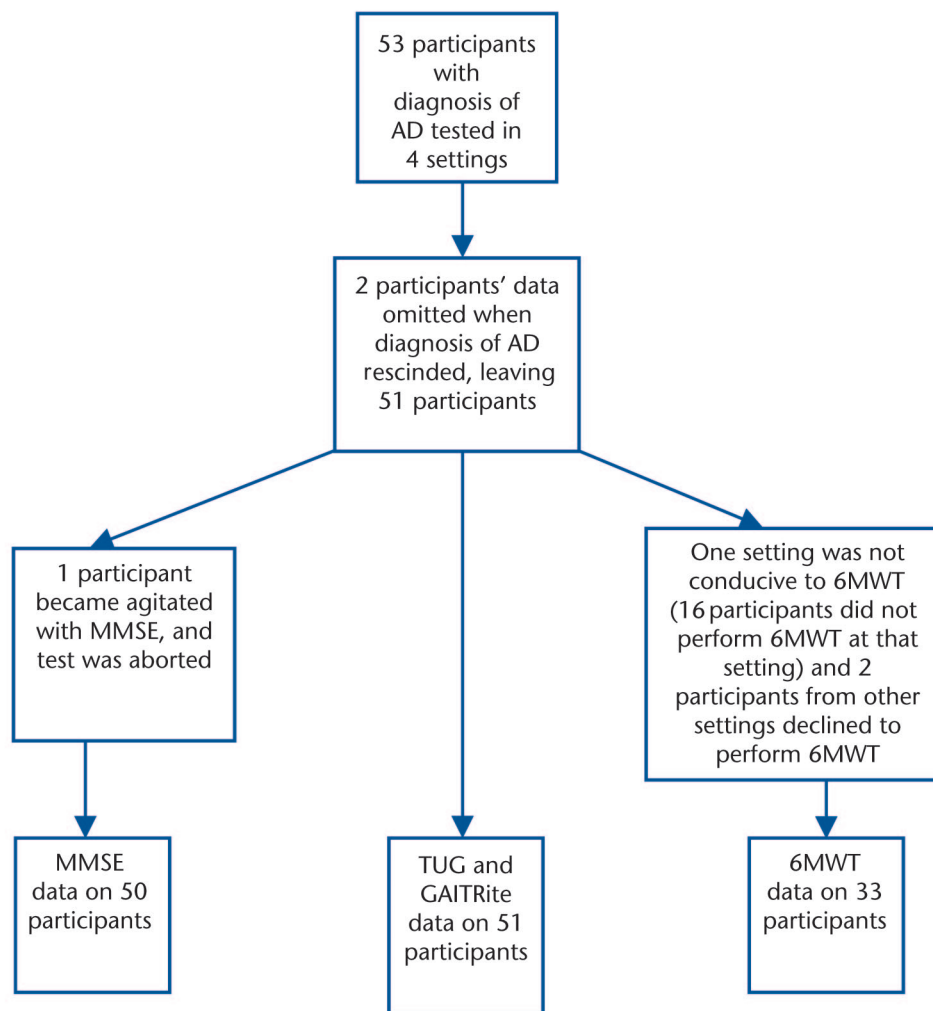 53 participants
with
diagnosis of
AD tested in
4 settings
2 participants’ data
omitted when
diagnosis of AD
rescinded, leaving
51 participants
1 participant
became agitated
with MMSE, and
test was aborted
One setting was not
conducive to 6MWT
(16 participants did not
perform 6MWT at that
setting) and 2
participants from other
settings declined to
perform 6MWT
MMSE
data on 50
participants
TUG and
GAITRite
data on 51
participants
6MWT
data on 33
participants